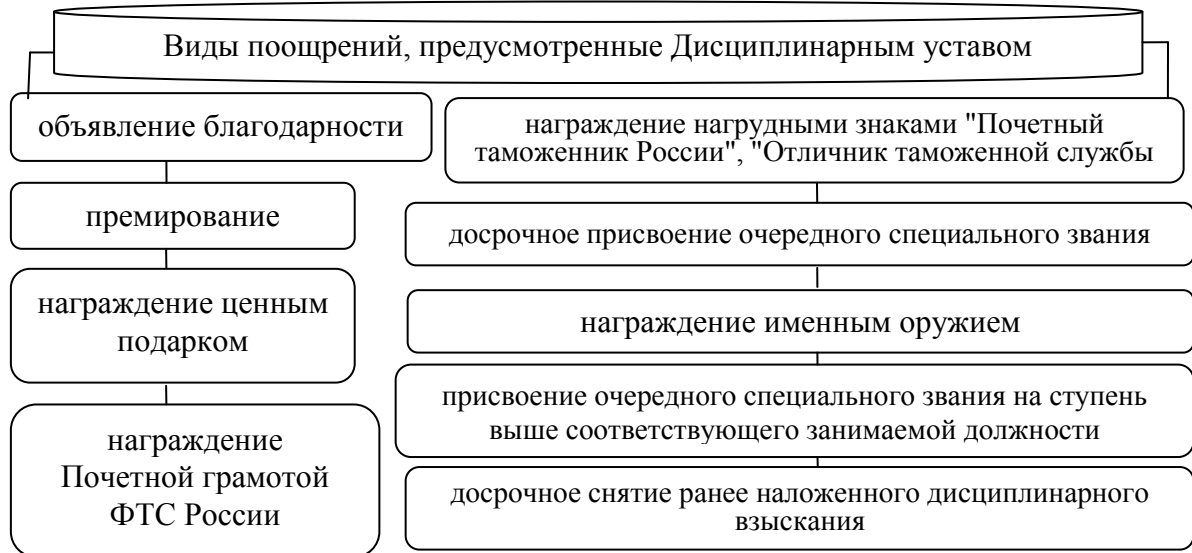 Виды поощрений, предусмотренные Дисциплинарным уставом
объявление благодарности
премирование
награждение ценным
подарком
награждение
Почетной грамотой
ФТС России
награждение нагрудными знаками "Почетный
таможенник России", "Отличник таможенной службы
досрочное присвоение очередного специального звания
награждение именным оружием
присвоение очередного специального звания на ступень
выше соответствующего занимаемой должности
досрочное снятие ранее наложенного дисциплинарного
взыскания